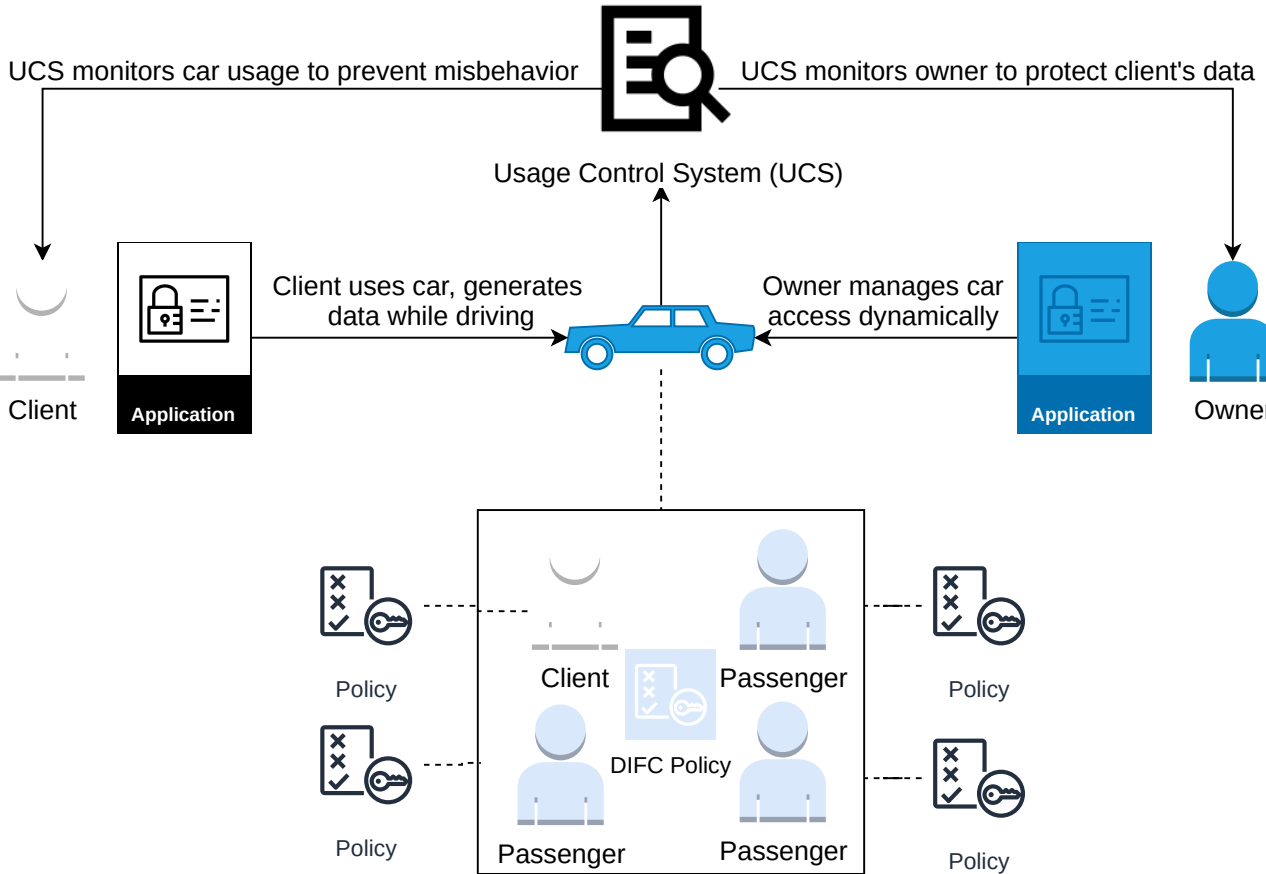 UCS monitors car usage to prevent misbehavior
UCS monitors owner to protect client's data
Usage Control System (UCS)
Client uses car, generates
data while driving
Owner manages car
access dynamically
Client
Application
Application
Owner
Client
Passenger
Policy
Policy
DIFC Policy
Passenger
Passenger
Policy
Policy